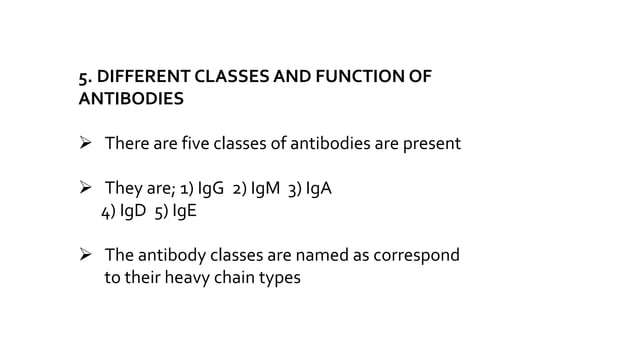 5. DIFFERENT CLASSES AND FUNCTION OF
ANTIBODIES
➢ There are five classes of antibodies are present
➢ They are; 1) IgG 2) IgM 3) IgA
4) IgD 5) IgE
➢ The antibody classes are named as correspond
to their heavy chain types